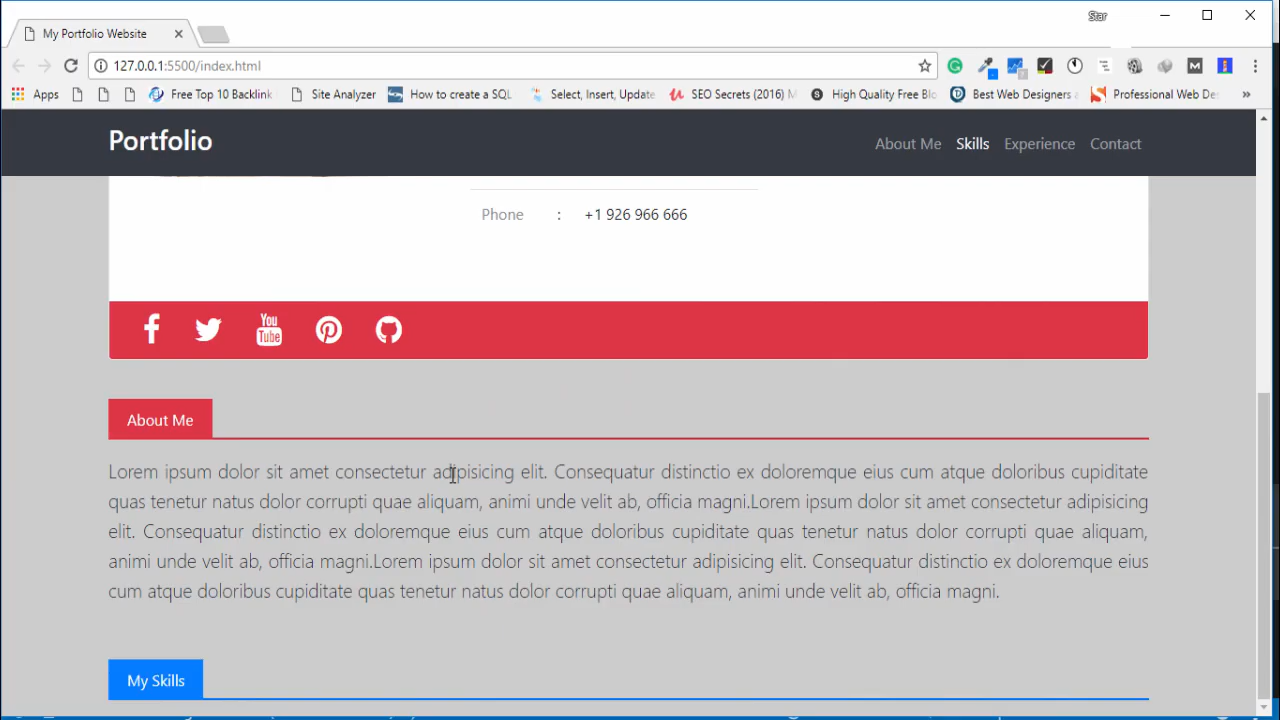 Star
My Portfolio Website
127.0.0.1:5500/index.html
Apps Free Top 10 Backlink Site Analyzer How to create a SQL Select, Insert, Update SEO Secrets (2016) M High Quality Free Blo Best Web Designers a Professional Web De »
Portfolio About Me Skills Experience Contact
Phone : +1 926 966 666
You
Tube
About Me
Lorem ipsum dolor sit amet consectetur adipisicing elit. Consequatur distinctio ex doloremque eius cum atque doloribus cupiditate
quas tenetur natus dolor corrupti quae aliquam, animi unde velit ab, officia magni.Lorem ipsum dolor sit amet consectetur adipisicing
elit. Consequatur distinctio ex doloremque eius cum atque doloribus cupiditate quas tenetur natus dolor corrupti quae aliquam,
animi unde velit ab, officia magni.Lorem ipsum dolor sit amet consectetur adipisicing elit. Consequatur distinctio ex doloremque eius
cum atque doloribus cupiditate quas tenetur natus dolor corrupti quae aliquam, animi unde velit ab, officia magni.
My Skills